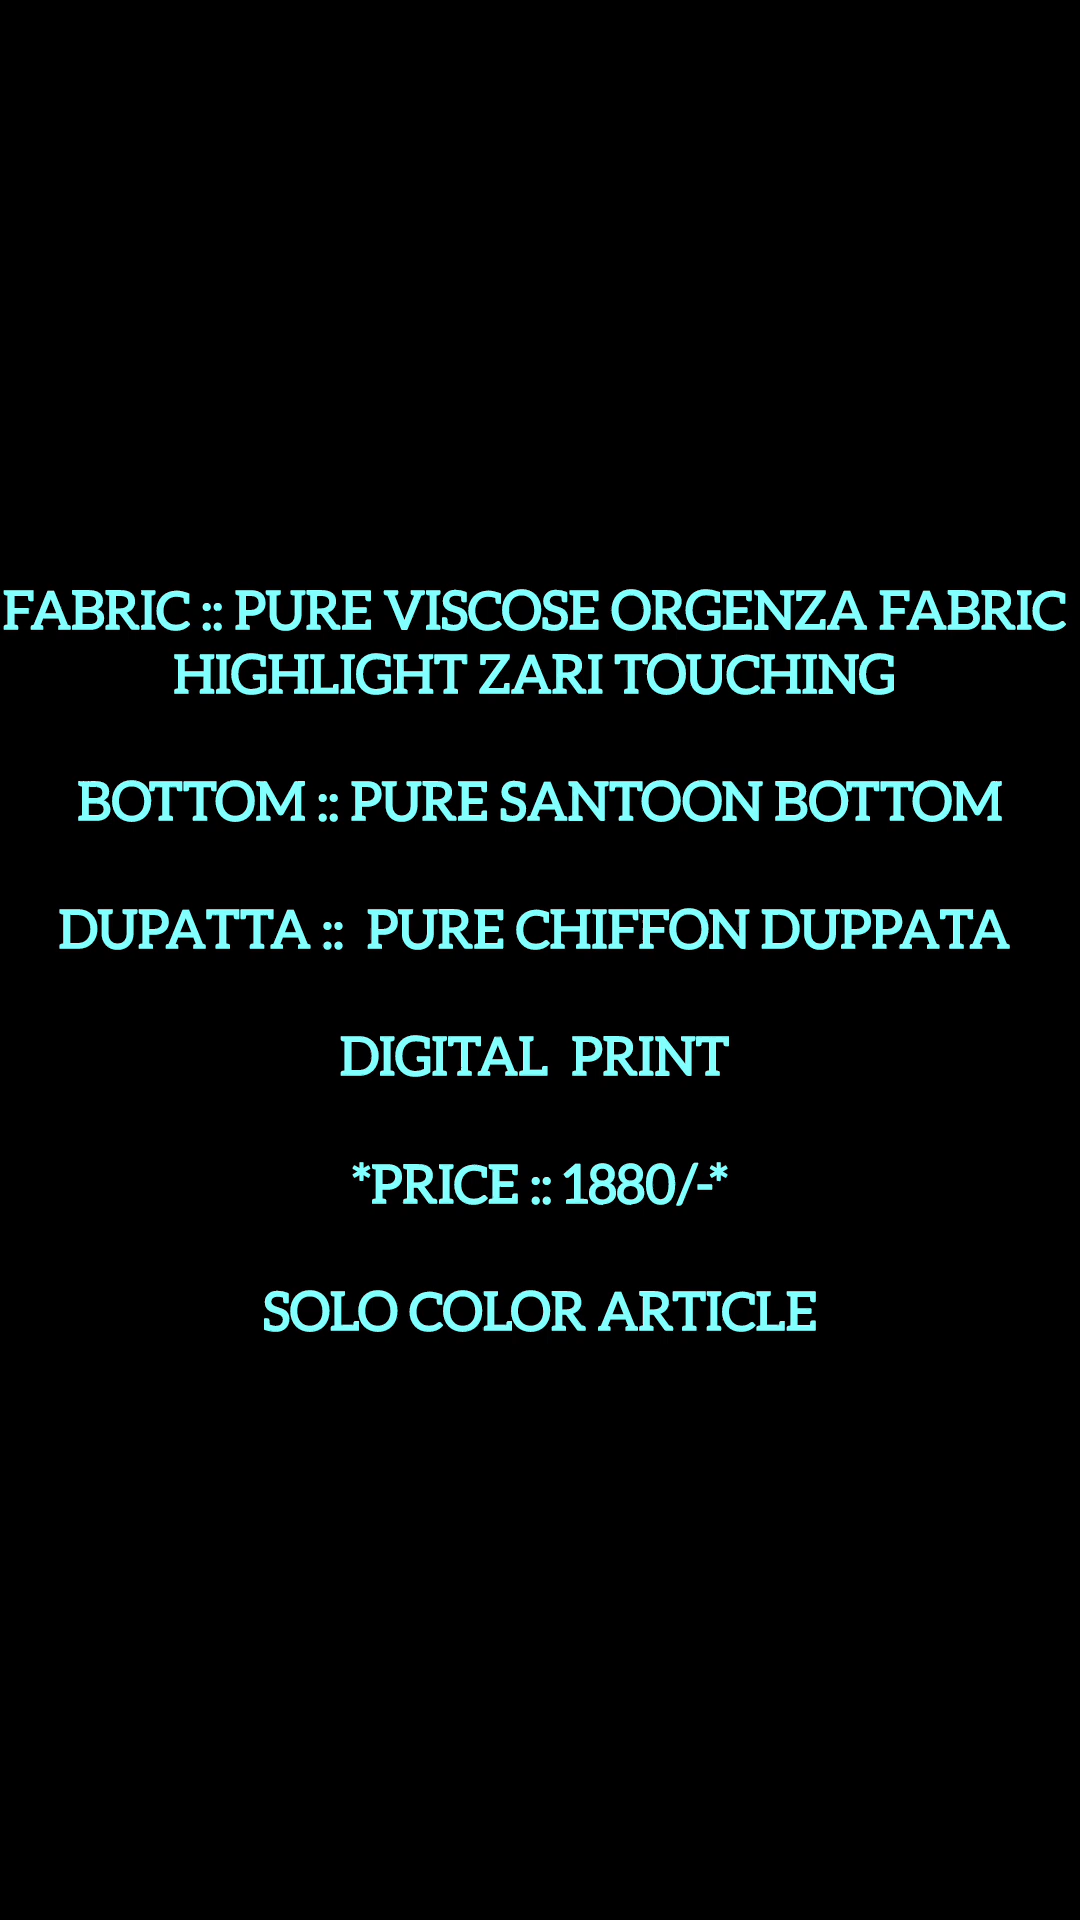 FABRIC :: PURE VISCOSE ORGENZA FABRIC
HIGHLIGHT ZARI TOUCHING
BOTTOM :: PURE SANTOON BOTTOM
DUPATTA ::  PURE CHIFFON DUPPATA
DIGITAL  PRINT
*PRICE :: 1880/-*
SOLO COLOR ARTICLE